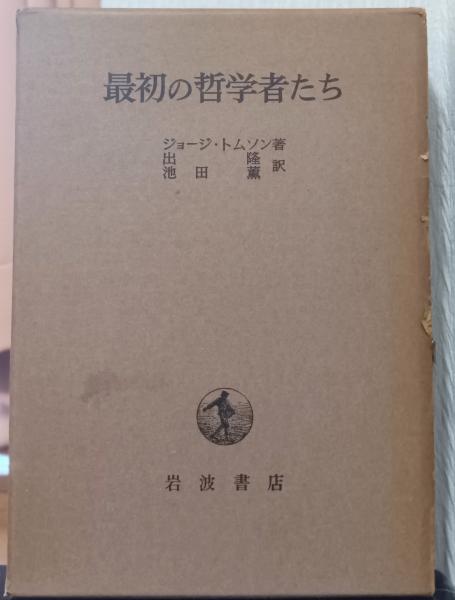 最初の哲学者たち
ジョージ・トムソン著
出隆
池田薫 訳
岩波書店